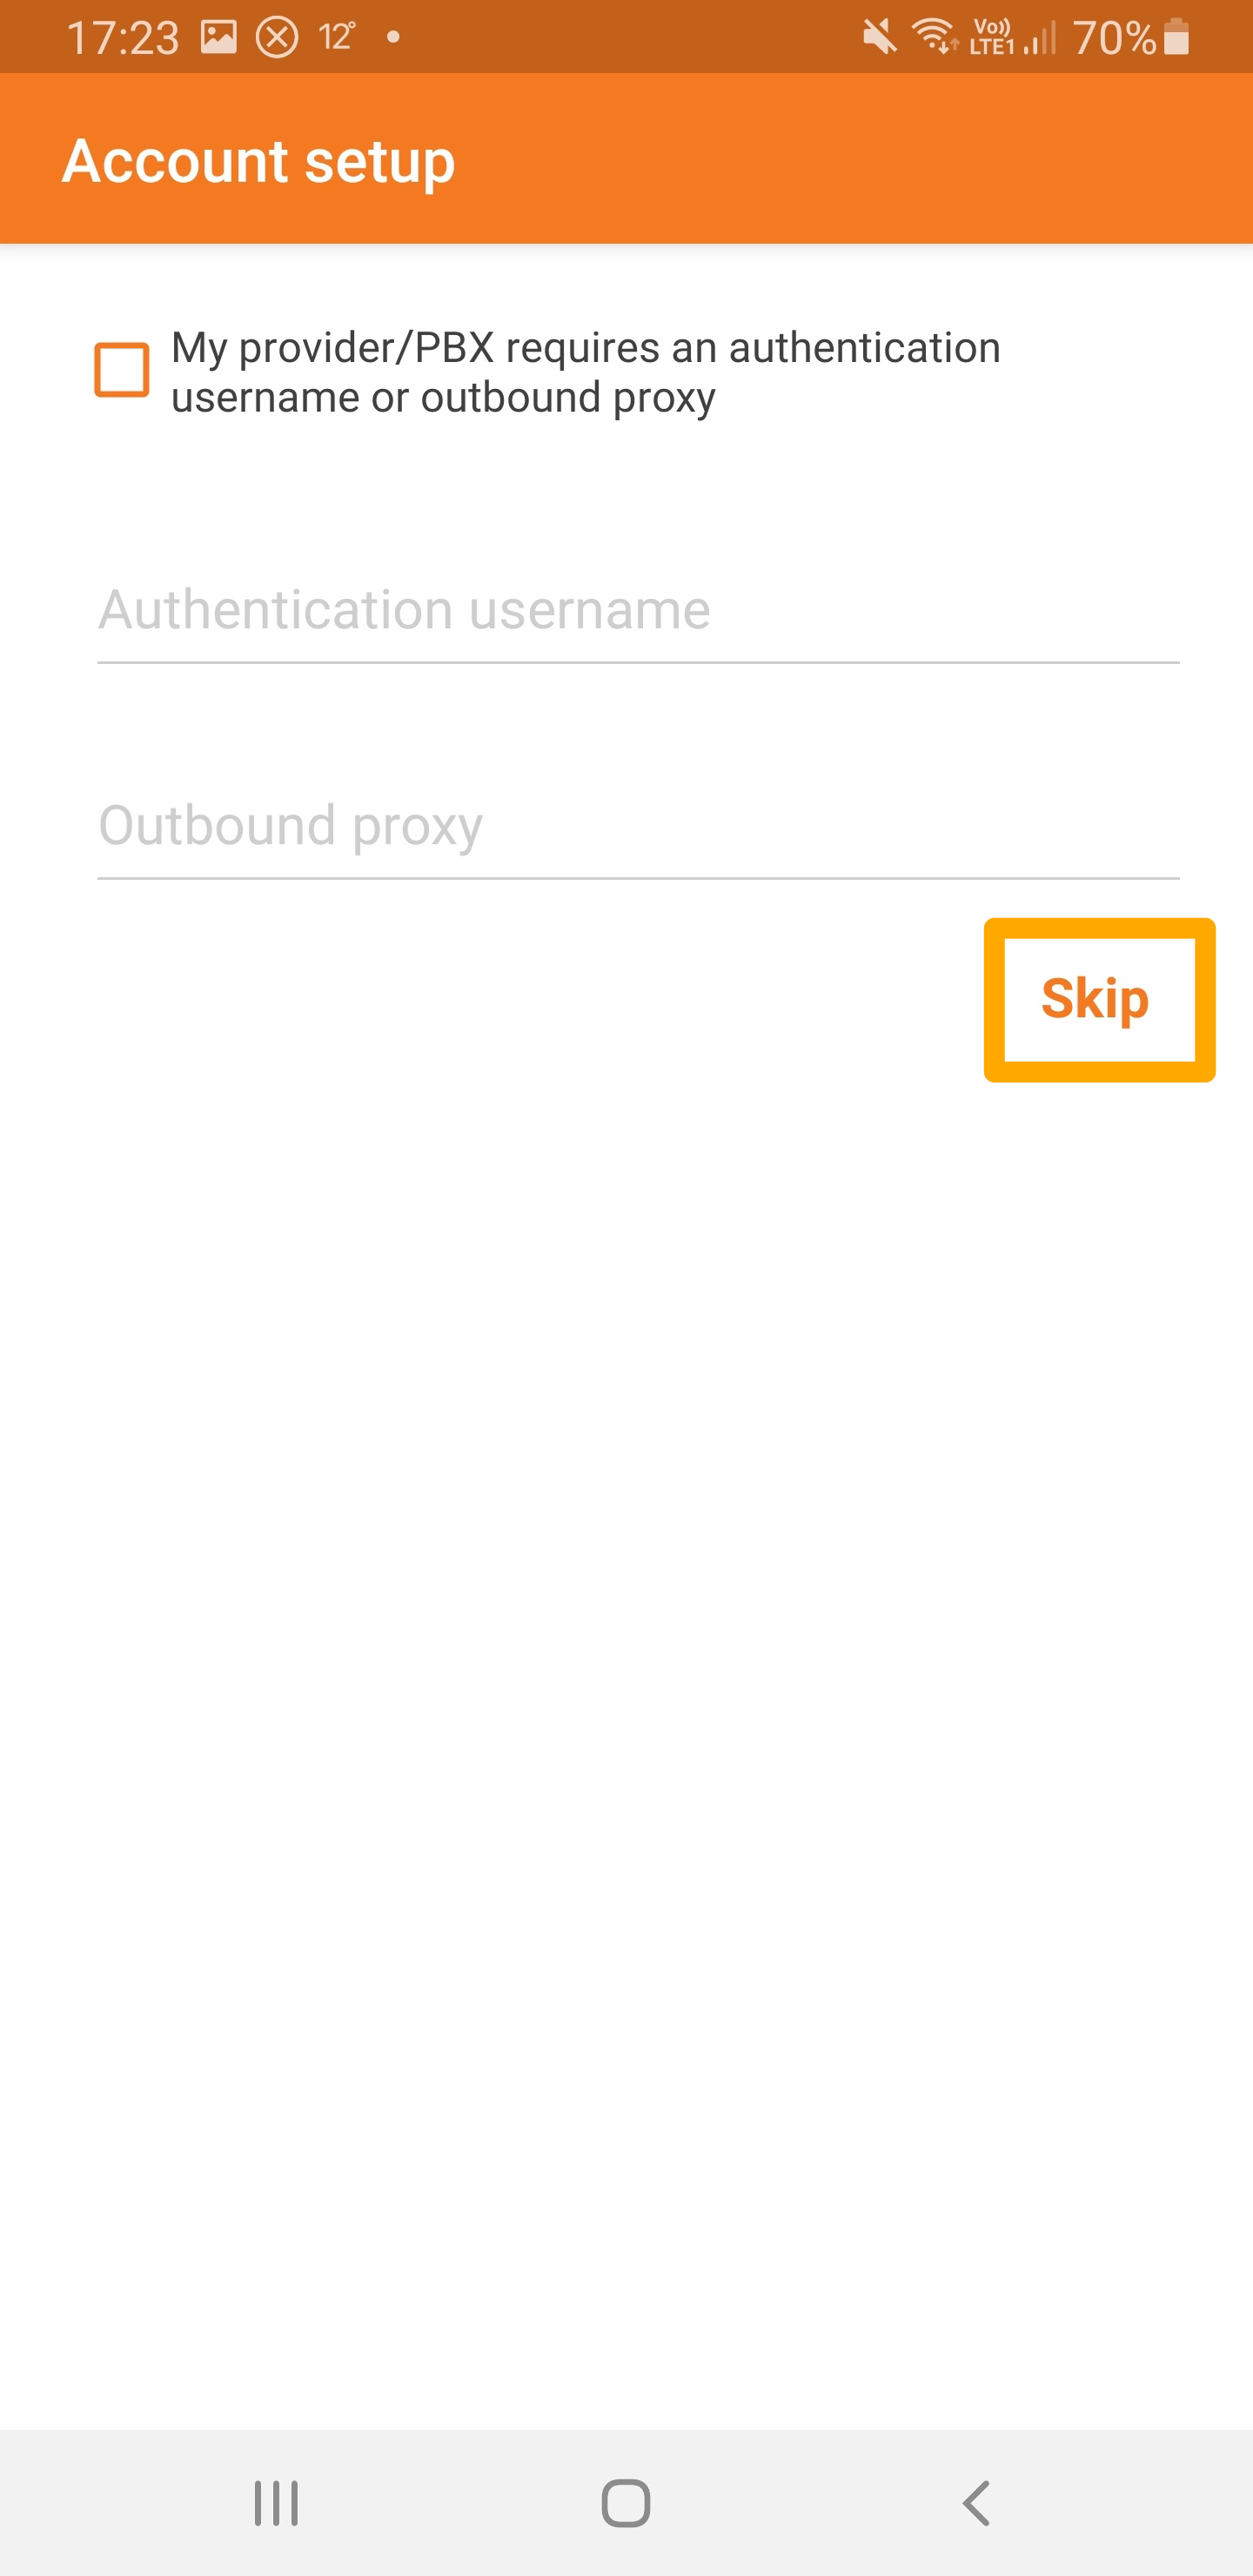 17:23 12° 70%
Vo)) LTE1
Account setup
My provider/PBX requires an authentication
username or outbound proxy
Authentication username
Outbound proxy
Skip